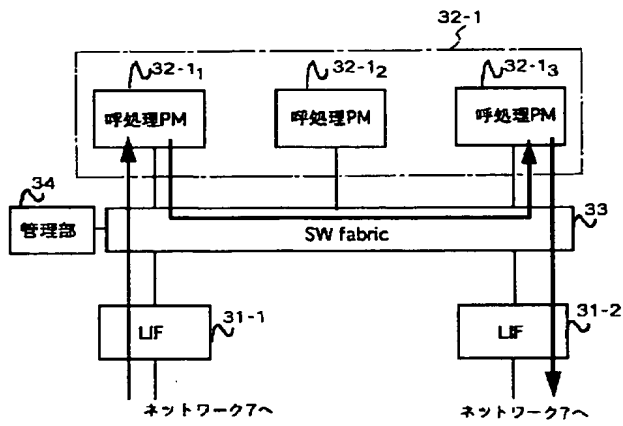 32-1
32-1₁
32-1₂
32-1₃
呼処理PM
呼処理PM
呼処理PM
34
管理部
33
SW fabric
31-1
LIF
31-2
LIF
ネットワーク7へ
ネットワーク7へ